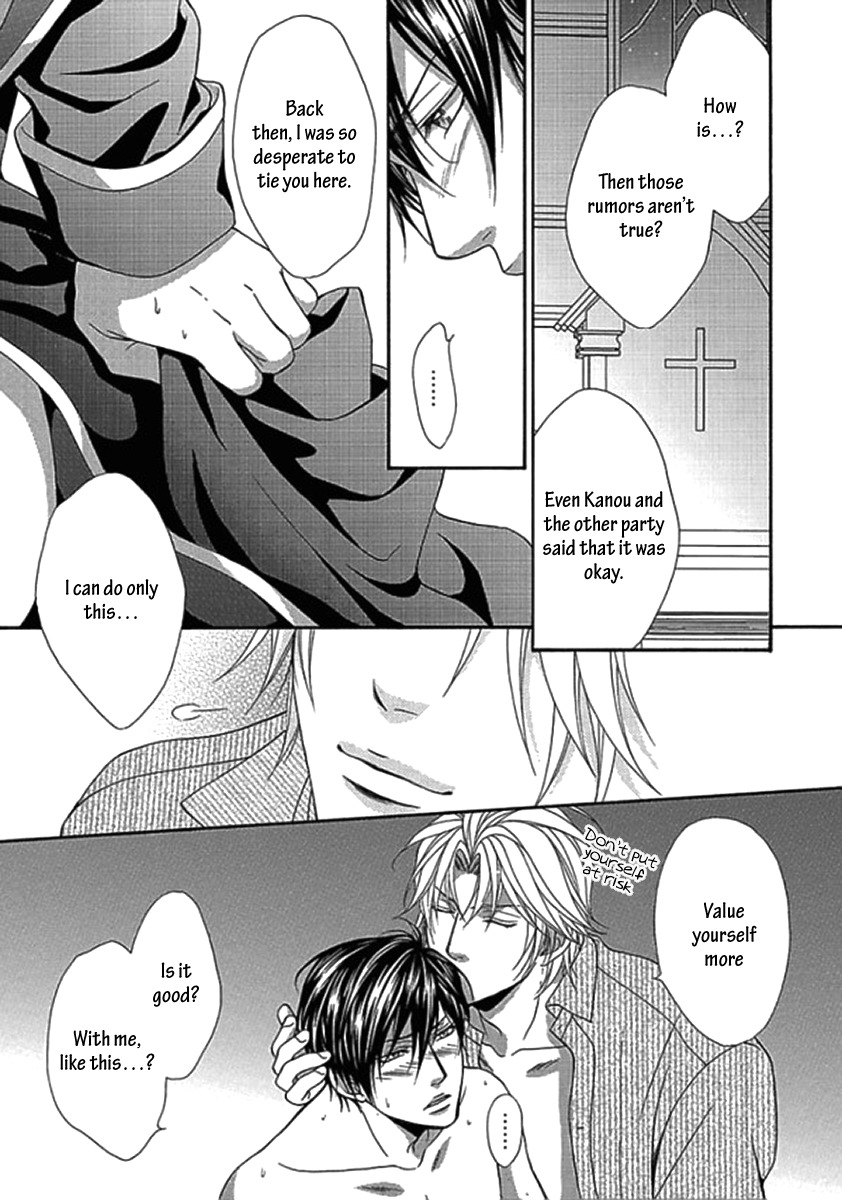 How
is...?
Then those
rumors aren't
true?
Even Kanou and
the other party
said that it was
okay.
......
Back
then, I was so
desperate to
tie you here.
I can do only
this...
Value
yourself
more
Don't put
yourself
at risk
......
Is it
good?
With me,
like this...?